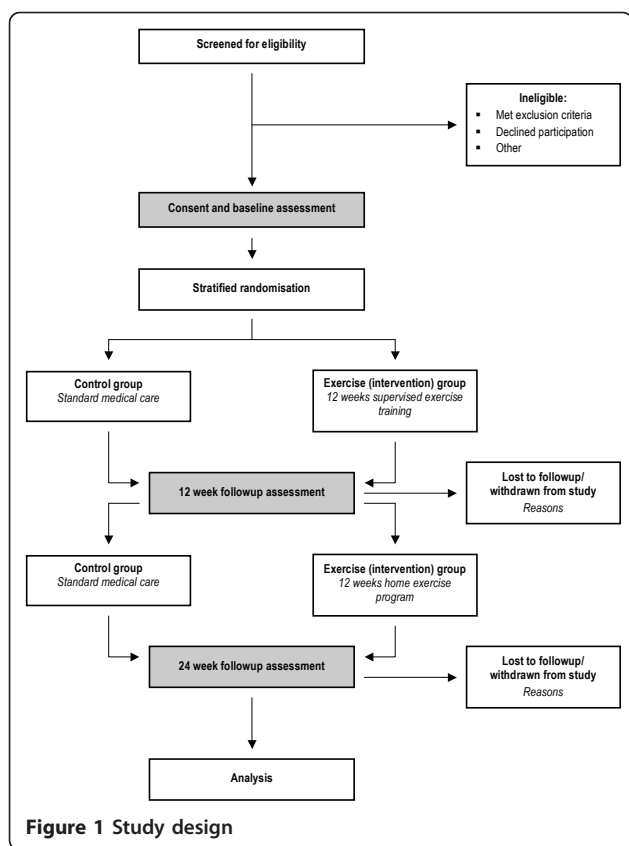 Screened for eligibility
Ineligible:
▪ Met exclusion criteria
▪ Declined participation
▪ Other
Consent and baseline assessment
Stratified randomisation
Control group
Standard medical care
Exercise (intervention) group
12 weeks supervised exercise
training
12 week followup assessment
Lost to followup/
withdrawn from study
Reasons
Control group
Standard medical care
Exercise (intervention) group
12 weeks home exercise
program
24 week followup assessment
Lost to followup/
withdrawn from study
Reasons
Analysis
Figure 1 Study design